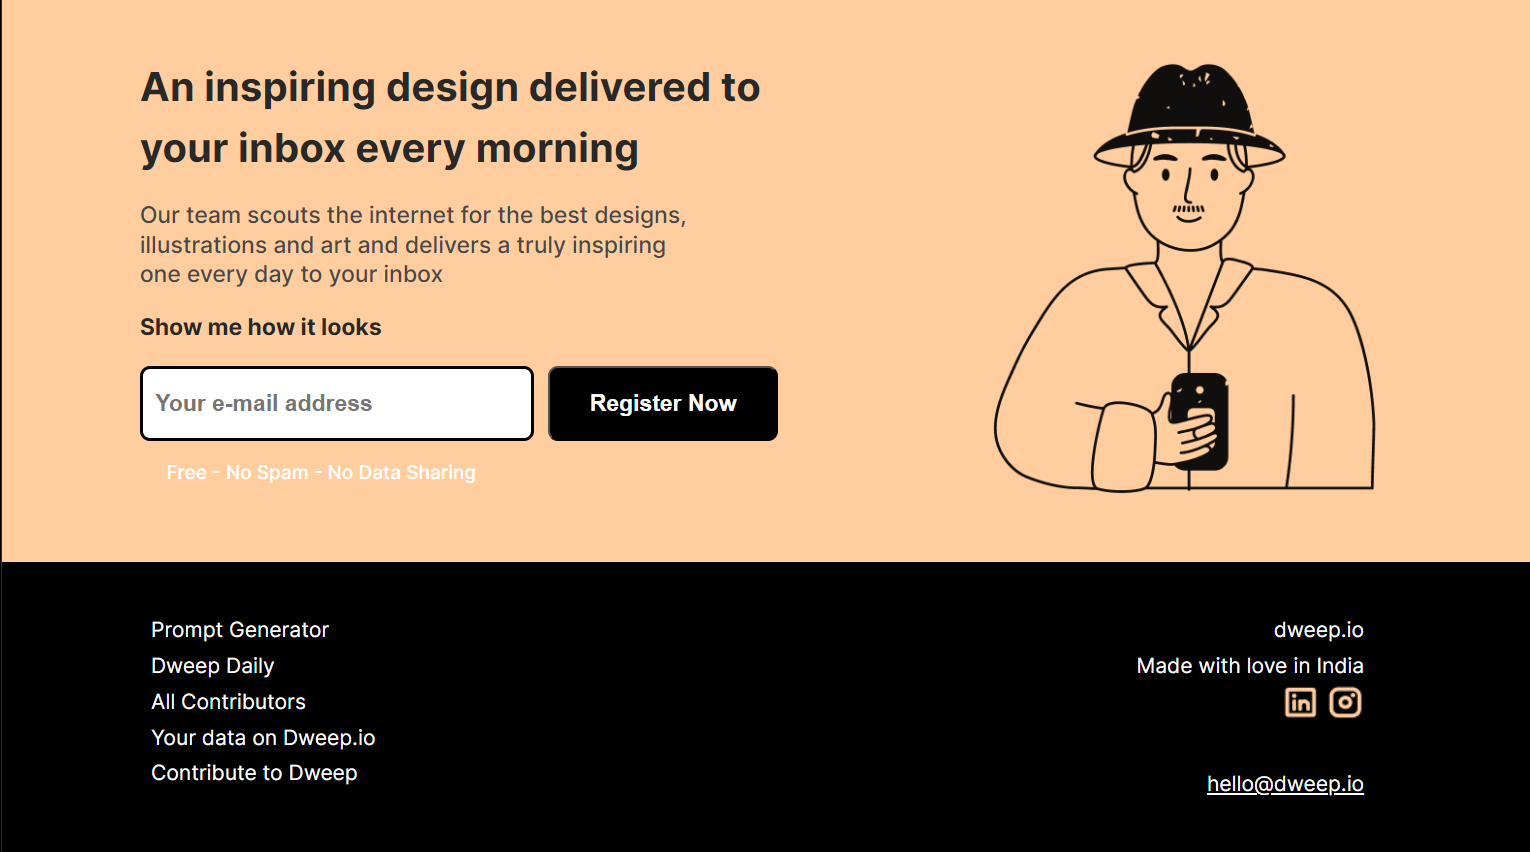 An inspiring design delivered to
your inbox every morning
Our team scouts the internet for the best designs,
illustrations and art and delivers a truly inspiring
one every day to your inbox
Show me how it looks
Your e-mail address
Register Now
Free - No Spam - No Data Sharing
Prompt Generator
Dweep Daily
All Contributors
Your data on Dweep.io
Contribute to Dweep
dweep.io
Made with love in India
in
hello@dweep.io